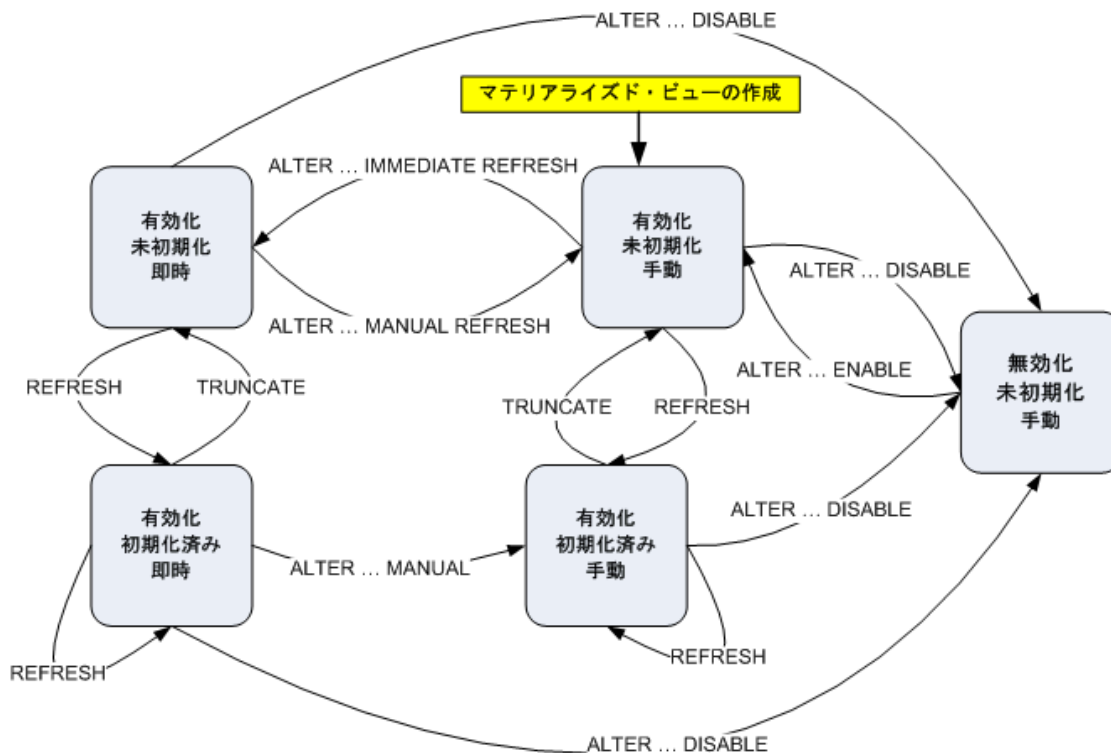 ALTER … DISABLE
マテリアライズド・ビューの作成
ALTER … IMMEDIATE REFRESH
有効化
未初期化
即時
有効化
未初期化
手動
ALTER … DISABLE
ALTER … MANUAL REFRESH
ALTER … ENABLE
無効化
未初期化
手動
REFRESH
TRUNCATE
TRUNCATE
REFRESH
有効化
初期化済み
即時
有効化
初期化済み
手動
ALTER … DISABLE
ALTER … MANUAL
REFRESH
REFRESH
ALTER … DISABLE